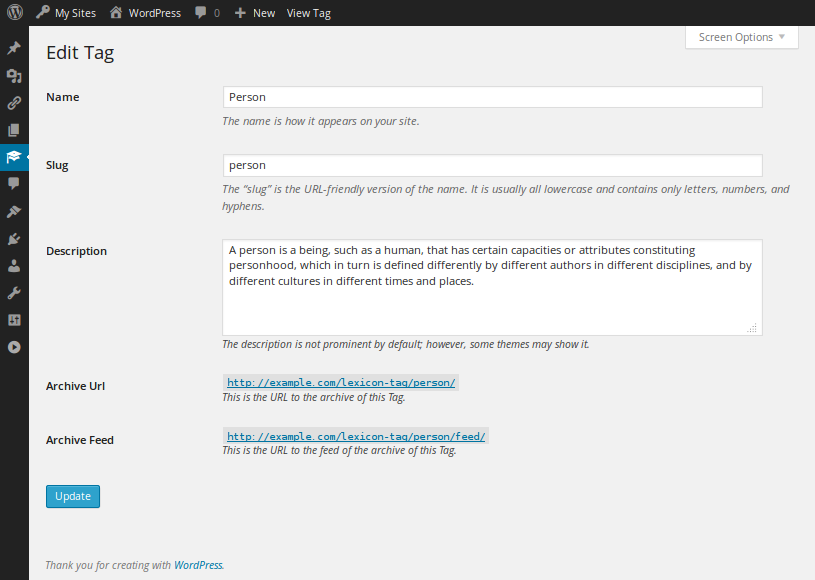 My Sites WordPress 0 New View Tag
Screen Options
Edit Tag
Name Person
The name is how it appears on your site.
Slug person
The “slug” is the URL-friendly version of the name. It is usually all lowercase and contains only letters, numbers, and
hyphens.
Description A person is a being, such as a human, that has certain capacities or attributes constituting
personhood, which in turn is defined differently by different authors in different disciplines, and by
different cultures in different times and places.
The description is not prominent by default; however, some themes may show it.
Archive Url http://example.com/lexicon-tag/person/
This is the URL to the archive of this Tag.
Archive Feed http://example.com/lexicon-tag/person/feed/
This is the URL to the feed of the archive of this Tag.
Update
Thank you for creating with WordPress.